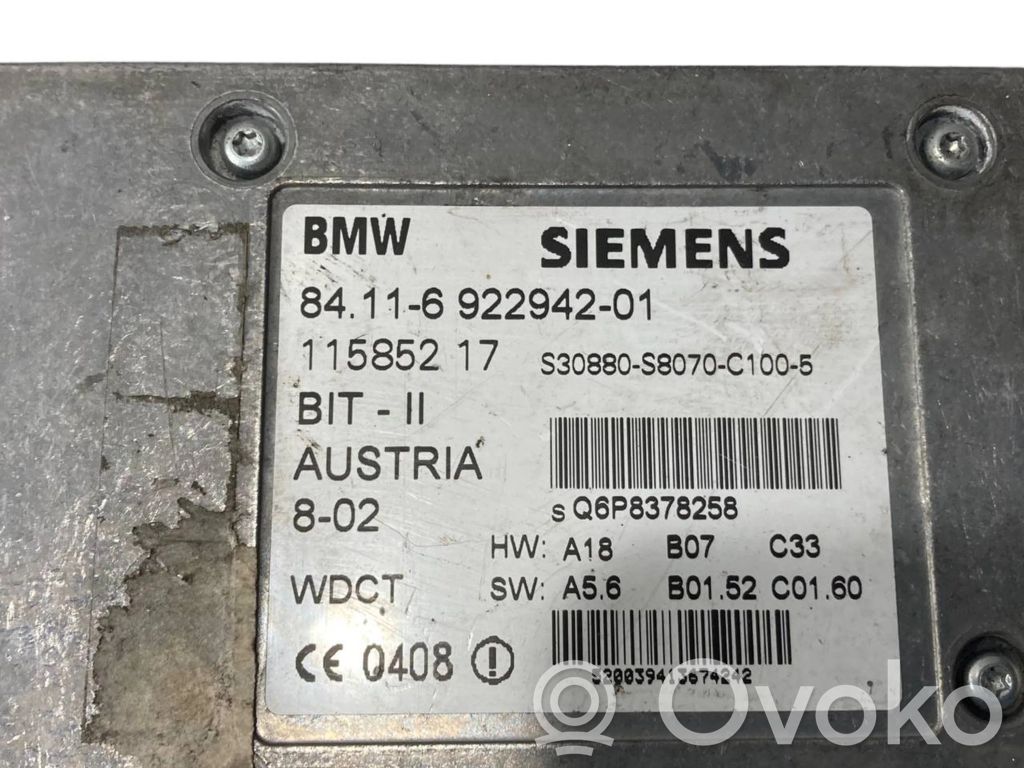 BMW SIEMENS
84.11-6 922942-01
115852 17 S30880-S8070-C100-5
BIT - II
AUSTRIA
8-02
S Q6P8378258
HW: A18 B07 C33
WDCT SW: A5.6 B01.52 C01.60
CE 0408
S20039413674242
Ovoko